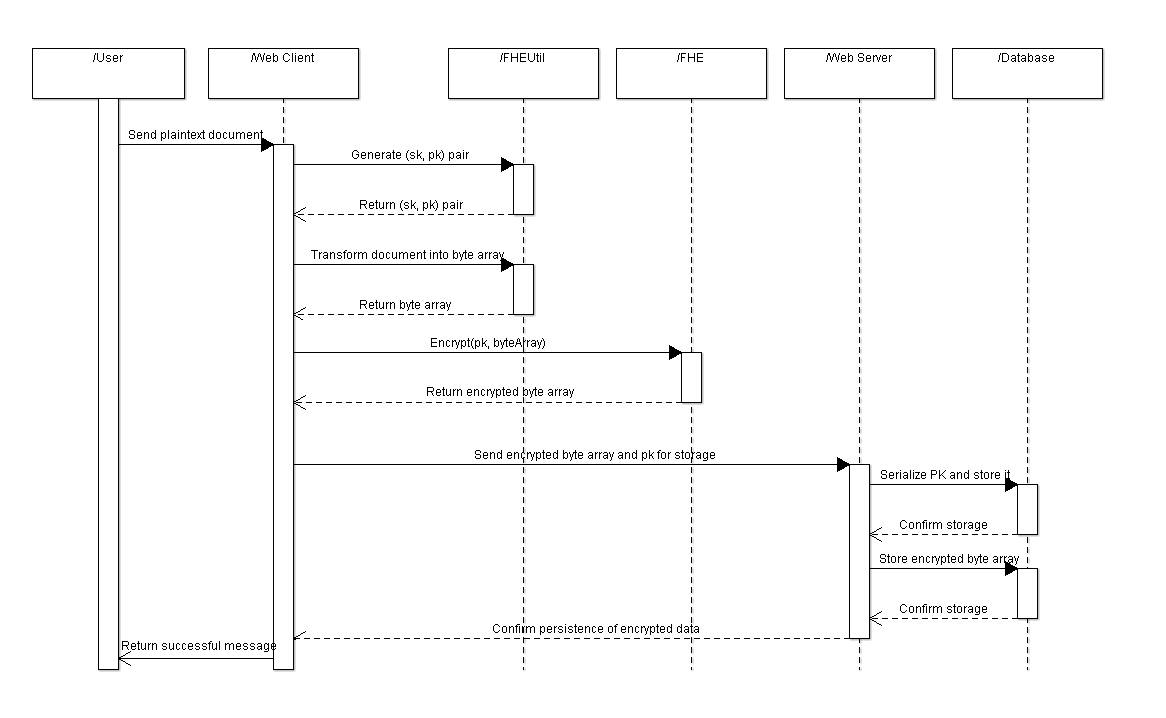 /User
/Web Client
/FHEUtil
/FHE
/Web Server
/Database
Send plaintext document
Generate (sk, pk) pair
Return (sk, pk) pair
Transform document into byte array
Return byte array
Encrypt(pk, byteArray)
Return encrypted byte array
Send encrypted byte array and pk for storage
Serialize PK and store it
Confirm storage
Store encrypted byte array
Confirm storage
Confirm persistence of encrypted data
Return successful message